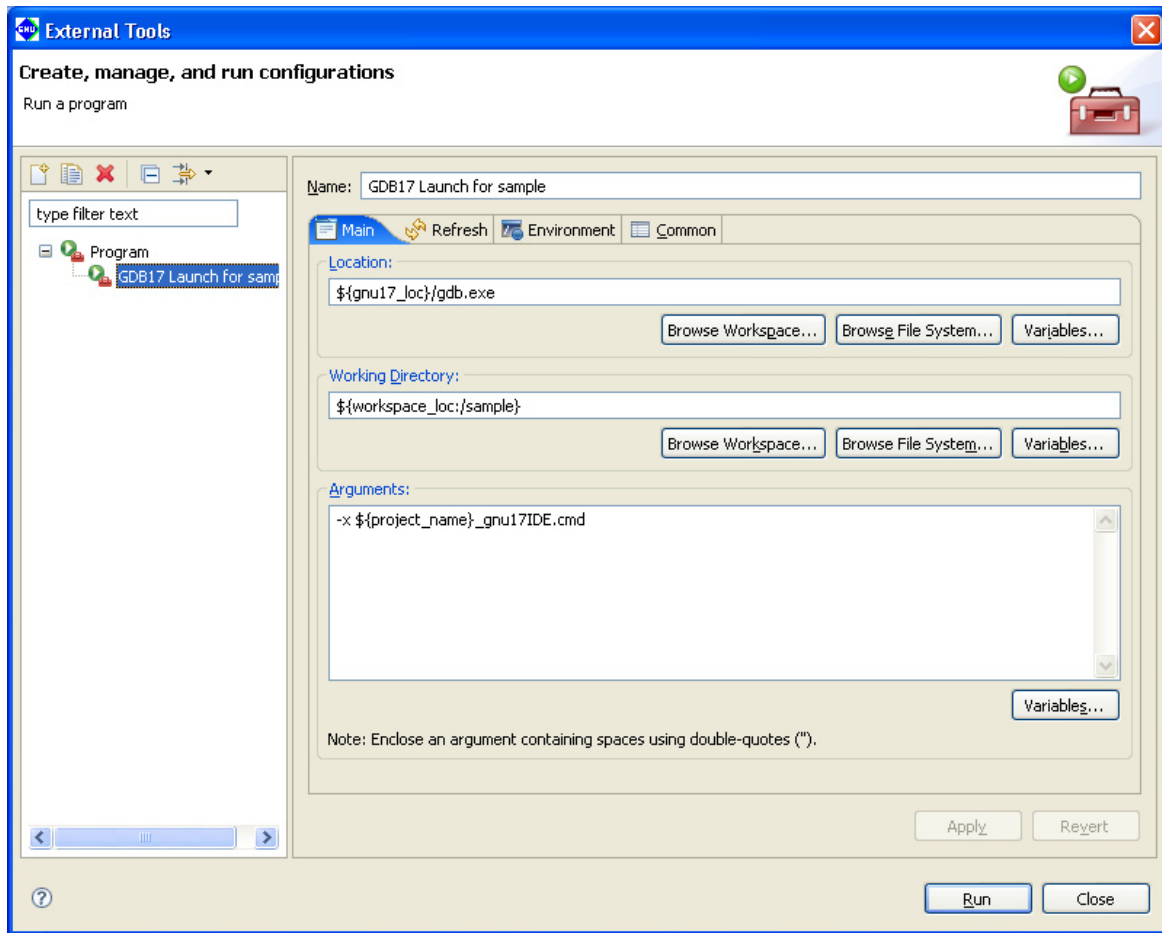 GNU External Tools
Create, manage, and run configurations
Run a program
type filter text
Program
GDB17 Launch for samp
Name: GDB17 Launch for sample
Main Refresh Environment Common
Location:
${gnu17_loc}/gdb.exe
Browse Workspace... Browse File System... Variables...
Working Directory:
${workspace_loc:/sample}
Browse Workspace... Browse File System... Variables...
Arguments:
-x ${project_name}_gnu17IDE.cmd
Variables...
Note: Enclose an argument containing spaces using double-quotes (").
Apply Revert
Run Close